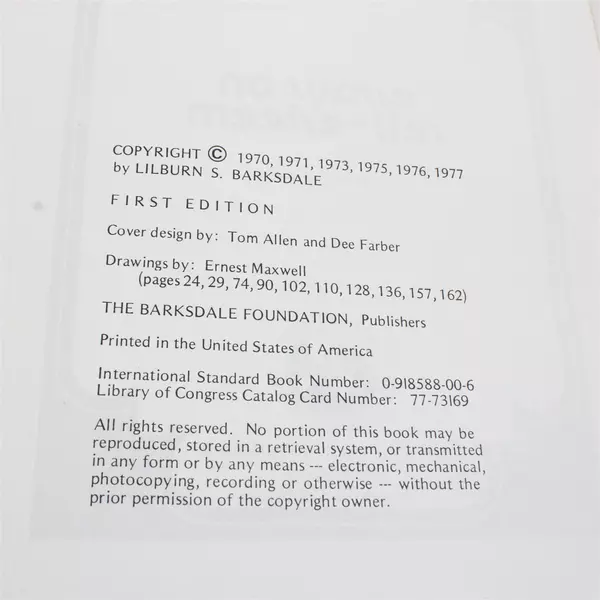 COPYRIGHT © 1970, 1971, 1973, 1975, 1976, 1977
by LILBURN S. BARKSDALE
FIRST EDITION
Cover design by: Tom Allen and Dee Farber
Drawings by: Ernest Maxwell
(pages 24, 29, 74, 90, 102, 110, 128, 136, 157, 162)
THE BARKSDALE FOUNDATION, Publishers
Printed in the United States of America
International Standard Book Number: 0-918588-00-6
Library of Congress Catalog Card Number: 77-73169
All rights reserved. No portion of this book may be
reproduced, stored in a retrieval system, or transmitted
in any form or by any means --- electronic, mechanical,
photocopying, recording or otherwise --- without the
prior permission of the copyright owner.